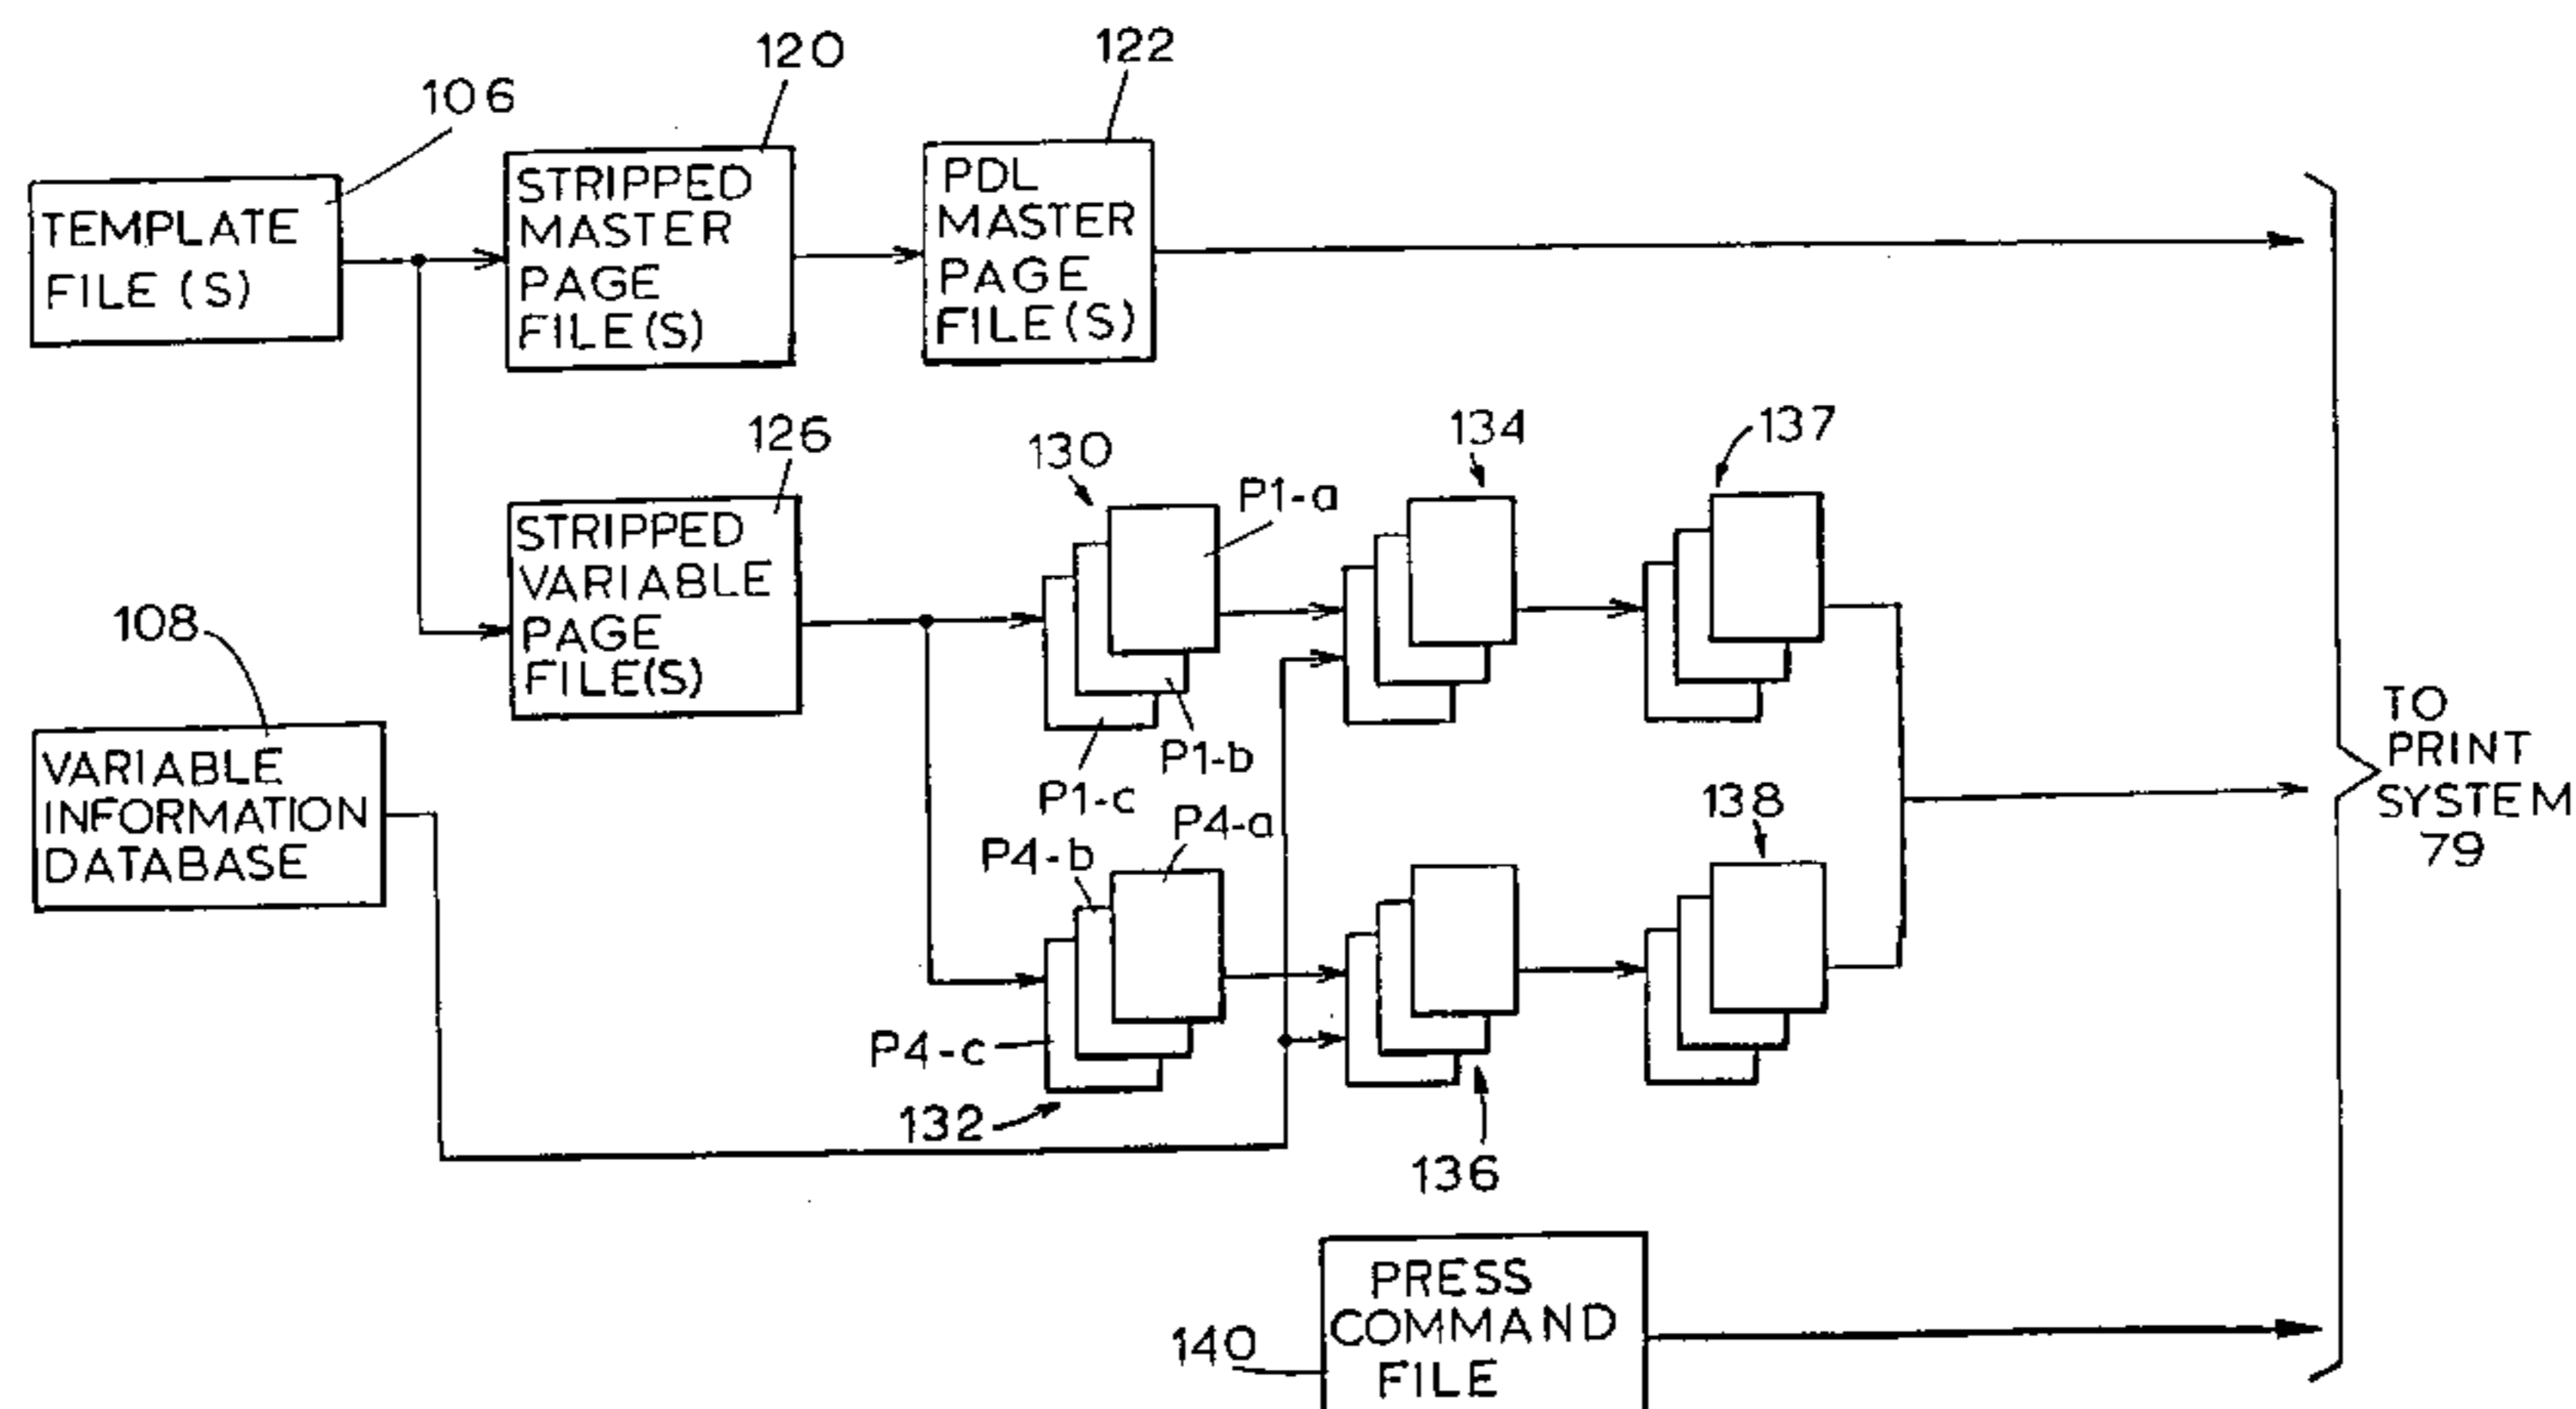 120
122
106
TEMPLATE
FILE(S)
STRIPPED
MASTER
PAGE
FILE(S)
PDL
MASTER
PAGE
FILE(S)
126
130
134
137
STRIPPED
VARIABLE
PAGE
FILE(S)
P1-a
P1-b
P1-c
108
VARIABLE
INFORMATION
DATABASE
P4-a
P4-b
P4-c
132
136
138
TO
PRINT
SYSTEM
79
140
PRESS
COMMAND
FILE